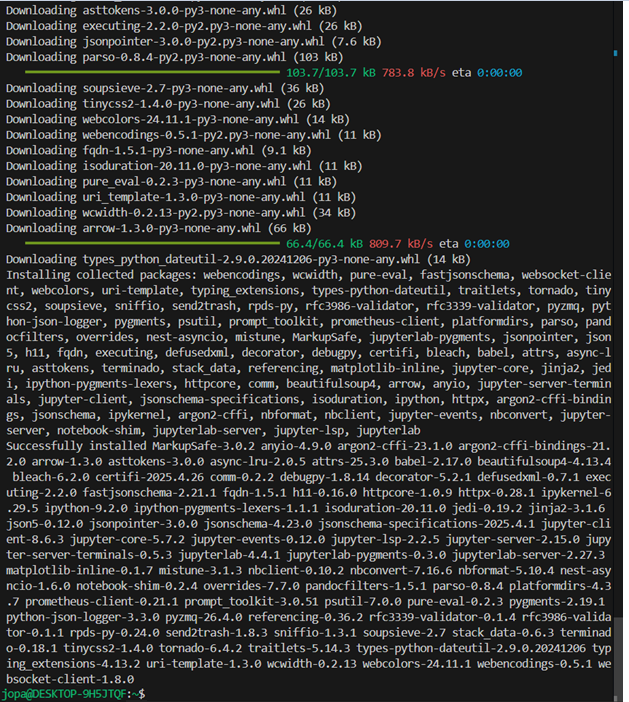 Downloading asttokens-3.0.0-py3-none-any.whl (26 kB)
Downloading executing-2.2.0-py2.py3-none-any.whl (26 kB)
Downloading jsonpointer-3.0.0-py2.py3-none-any.whl (7.6 kB)
Downloading parso-0.8.4-py2.py3-none-any.whl (103 kB)
103.7/103.7 kB 783.8 kB/s eta 0:00:00
Downloading soupsieve-2.7-py3-none-any.whl (36 kB)
Downloading tinycss2-1.4.0-py3-none-any.whl (26 kB)
Downloading webcolors-24.11.1-py3-none-any.whl (14 kB)
Downloading webencodings-0.5.1-py2.py3-none-any.whl (11 kB)
Downloading fqdn-1.5.1-py3-none-any.whl (9.1 kB)
Downloading isoduration-20.11.0-py3-none-any.whl (11 kB)
Downloading pure_eval-0.2.3-py3-none-any.whl (11 kB)
Downloading uri_template-1.3.0-py3-none-any.whl (11 kB)
Downloading wcwidth-0.2.13-py2.py3-none-any.whl (34 kB)
Downloading arrow-1.3.0-py3-none-any.whl (66 kB)
66.4/66.4 kB 809.7 kB/s eta 0:00:00
Downloading types_python_dateutil-2.9.0.20241206-py3-none-any.whl (14 kB)
Installing collected packages: webencodings, wcwidth, pure-eval, fastjsonschema, websocket-clie
nt, webcolors, uri-template, typing_extensions, types-python-dateutil, traitlets, tornado, tiny
css2, soupsieve, sniffio, send2trash, rpds-py, rfc3986-validator, rfc3339-validator, pyzmq, pyt
hon-json-logger, pygments, psutil, prompt_toolkit, prometheus-client, platformdirs, parso, pand
ocfilters, overrides, nest-asyncio, mistune, MarkupSafe, jupyterlab-pygments, jsonpointer, json
5, h11, fqdn, executing, defusedxml, decorator, debugpy, certifi, bleach, babel, attrs, async-l
ru, asttokens, terminado, stack_data, referencing, matplotlib-inline, jupyter-core, jinja2, jed
i, ipython-pygments-lexers, httpcore, comm, beautifulsoup4, arrow, anyio, jupyter-server-termin
als, jupyter-client, jsonschema-specifications, isoduration, ipython, httpx, argon2-cffi-bindin
gs, jsonschema, ipykernel, argon2-cffi, nbformat, nbclient, jupyter-events, nbconvert, jupyter-
server, notebook-shim, jupyterlab-server, jupyter-lsp, jupyterlab
Successfully installed MarkupSafe-3.0.2 anyio-4.9.0 argon2-cffi-23.1.0 argon2-cffi-bindings-21.
2.0 arrow-1.3.0 asttokens-3.0.0 async-lru-2.0.5 attrs-25.3.0 babel-2.17.0 beautifulsoup4-4.13.4
bleach-6.2.0 certifi-2025.4.26 comm-0.2.2 debugpy-1.8.14 decorator-5.2.1 defusedxml-0.7.1 exec
uting-2.2.0 fastjsonschema-2.21.1 fqdn-1.5.1 h11-0.16.0 httpcore-1.0.9 httpx-0.28.1 ipykernel-6
.29.5 ipython-9.2.0 ipython-pygments-lexers-1.1.1 isoduration-20.11.0 jedi-0.19.2 jinja2-3.1.6
json5-0.12.0 jsonpointer-3.0.0 jsonschema-4.23.0 jsonschema-specifications-2025.4.1 jupyter-cli
ent-8.6.3 jupyter-core-5.7.2 jupyter-events-0.12.0 jupyter-lsp-2.2.5 jupyter-server-2.15.0 jupy
ter-server-terminals-0.5.3 jupyterlab-4.4.1 jupyterlab-pygments-0.3.0 jupyterlab-server-2.27.3
matplotlib-inline-0.1.7 mistune-3.1.3 nbclient-0.10.2 nbconvert-7.16.6 nbformat-5.10.4 nest-asy
ncio-1.6.0 notebook-shim-0.2.4 overrides-7.7.0 pandocfilters-1.5.1 parso-0.8.4 platformdirs-4.3
.7 prometheus-client-0.21.1 prompt_toolkit-3.0.51 psutil-7.0.0 pure-eval-0.2.3 pygments-2.19.1
python-json-logger-3.3.0 pyzmq-26.4.0 referencing-0.36.2 rfc3339-validator-0.1.4 rfc3986-valida
tor-0.1.1 rpds-py-0.24.0 send2trash-1.8.3 sniffio-1.3.1 soupsieve-2.7 stack_data-0.6.3 terminad
o-0.18.1 tinycss2-1.4.0 tornado-6.4.2 traitlets-5.14.3 types-python-dateutil-2.9.0.20241206 typ
ing_extensions-4.13.2 uri-template-1.3.0 wcwidth-0.2.13 webcolors-24.11.1 webencodings-0.5.1 we
bsocket-client-1.8.0
jopa@DESKTOP-9H5JTQF:~$